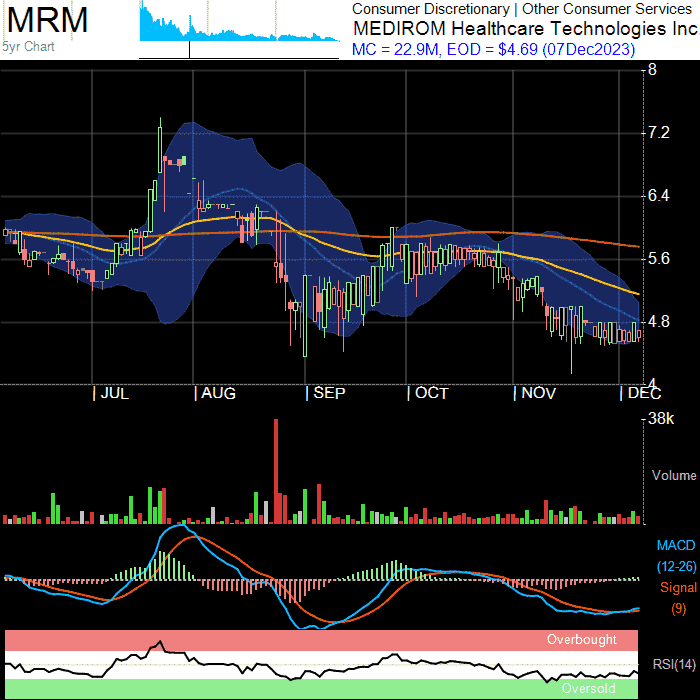 MRM
5yr Chart
Consumer Discretionary | Other Consumer Services
MEDIROM Healthcare Technologies Inc
MC = 22.9M, EOD = $4.69 (07Dec2023)
8
7.2
6.4
5.6
4.8
4
| JUL | AUG | SEP | OCT | NOV | DEC
38k
Volume
MACD
(12-26)
Signal
(9)
Overbought
RSI(14)
Oversold